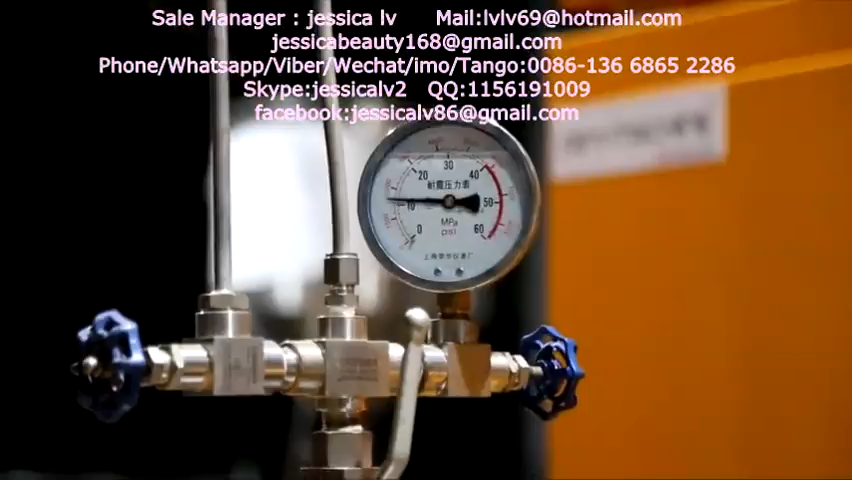 Sale Manager : jessica lv Mail:lvlv69@hotmail.com
jessicabeauty168@gmail.com
Phone/Whatsapp/Viber/Wechat/imo/Tango:0086-136 6865 2286
Skype:jessicalv2 QQ:1156191009
facebook:jessicalv86@gmail.com
30
20 40
耐震压力表
10 50
MPa
0 60
(psi)